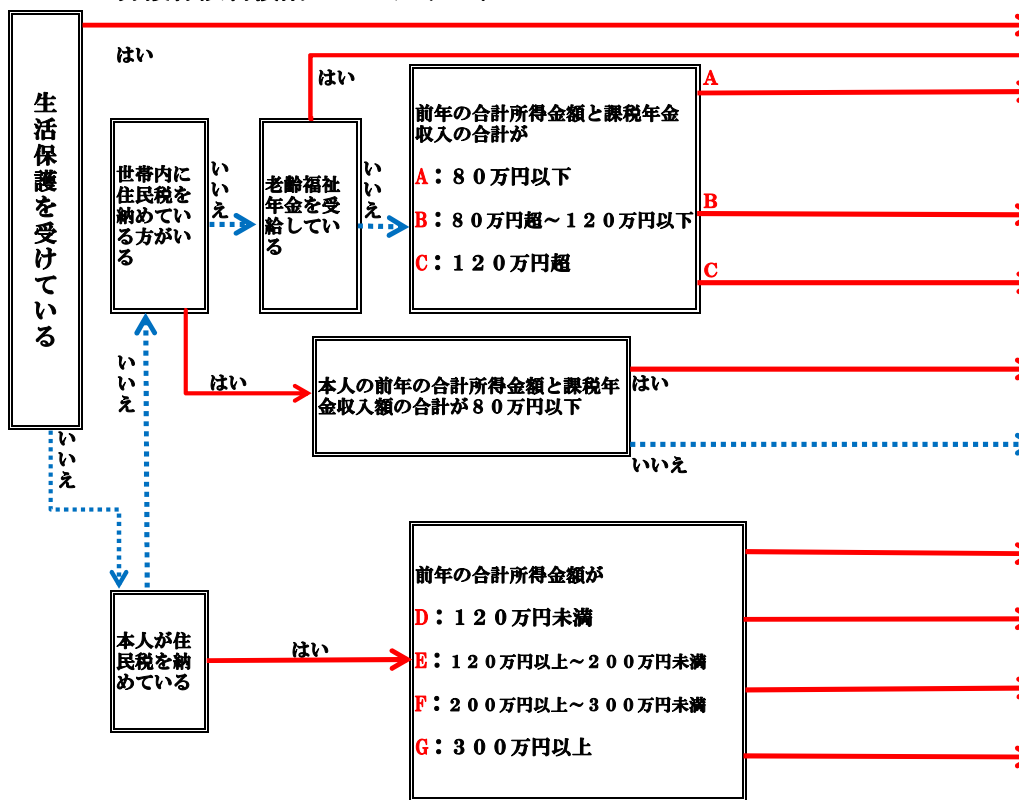 はい
生活保護を受けている
はい
世帯内に
住民税を
納めてい
る方がい
る
いいえ
老齢福祉
年金を受
給してい
る
いいえ
前年の合計所得金額と課税年金
収入の合計が
A：８０万円以下
B：８０万円超～１２０万円以下
C：１２０万円超
A
B
C
いいえ
はい
本人の前年の合計所得金額と課税年
金収入額の合計が８０万円以下
はい
いいえ
いいえ
本人が住
民税を納
めている
はい
前年の合計所得金額が
D：１２０万円未満
E：１２０万円以上～２００万円未満
F：２００万円以上～３００万円未満
G：３００万円以上